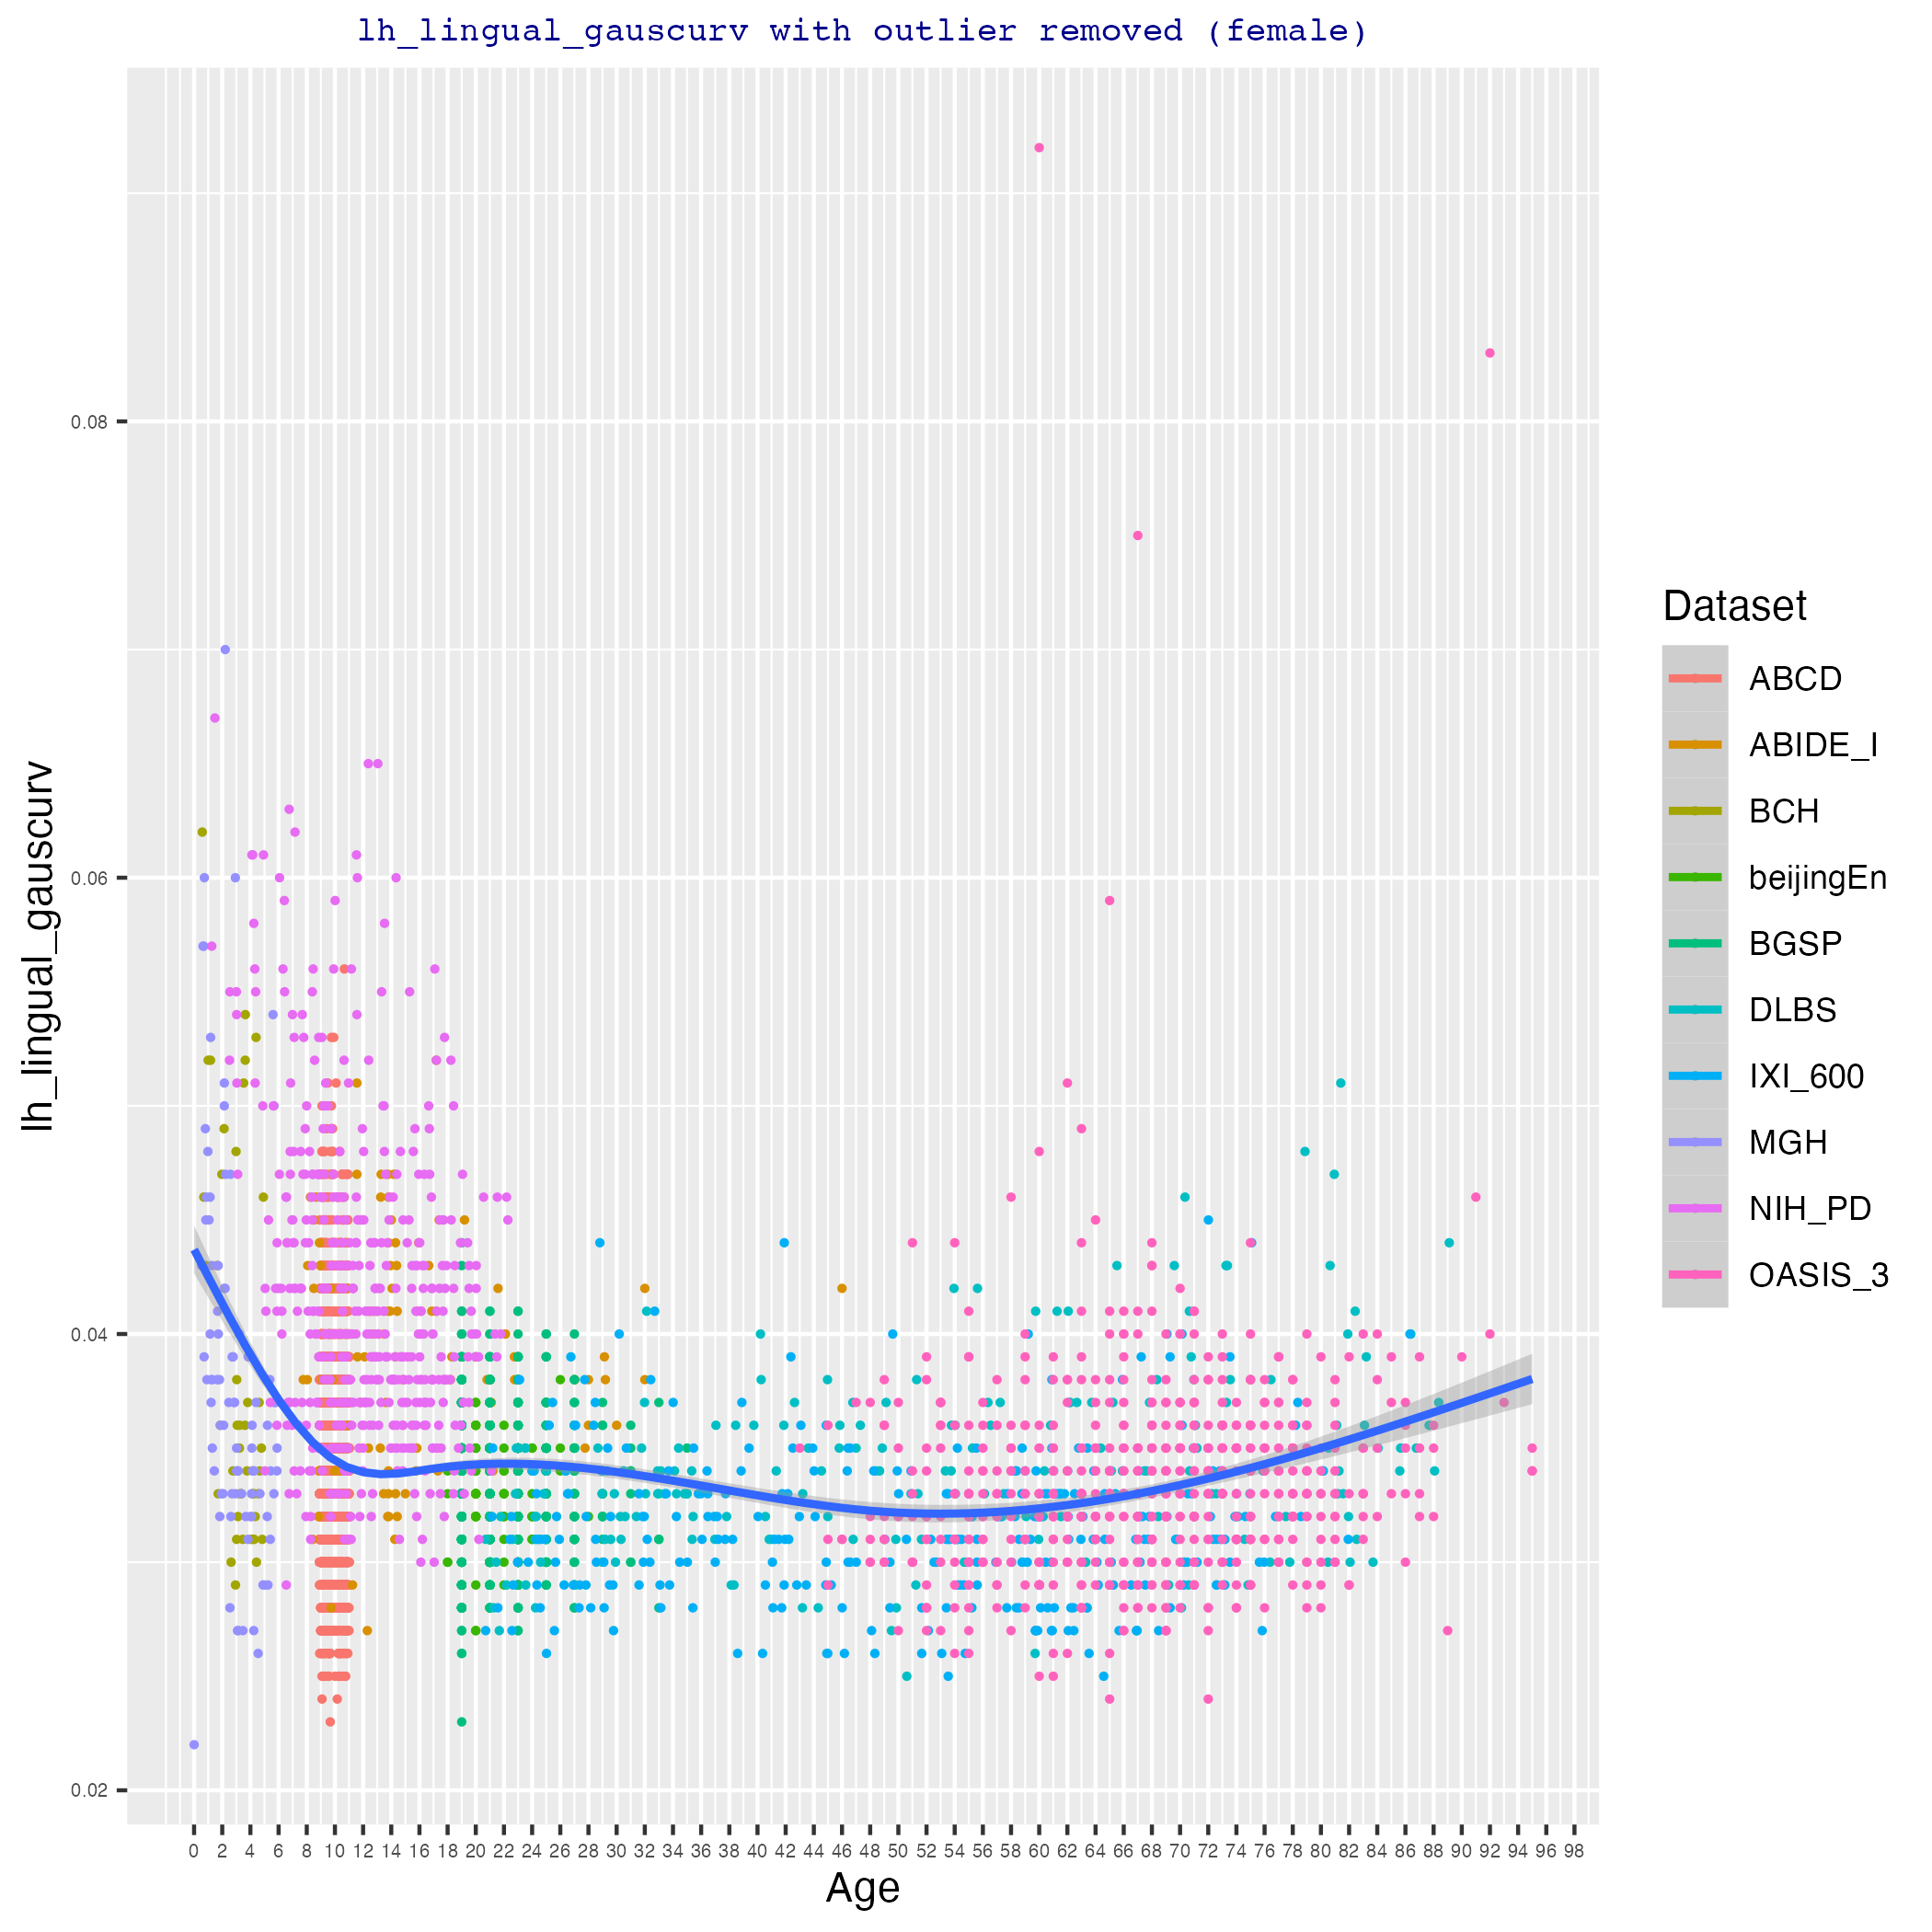 lh_lingual_gauscurv with outlier removed (female)
lh_lingual_gauscurv
0.08
0.06
0.04
0.02
0 2 4 6 8 10 12 14 16 18 20 22 24 26 28 30 32 34 36 38 40 42 44 46 48 50 52 54 56 58 60 62 64 66 68 70 72 74 76 78 80 82 84 86 88 90 92 94 96 98
Age
Dataset
ABCD
ABIDE_I
BCH
beijingEn
BGSP
DLBS
IXI_600
MGH
NIH_PD
OASIS_3